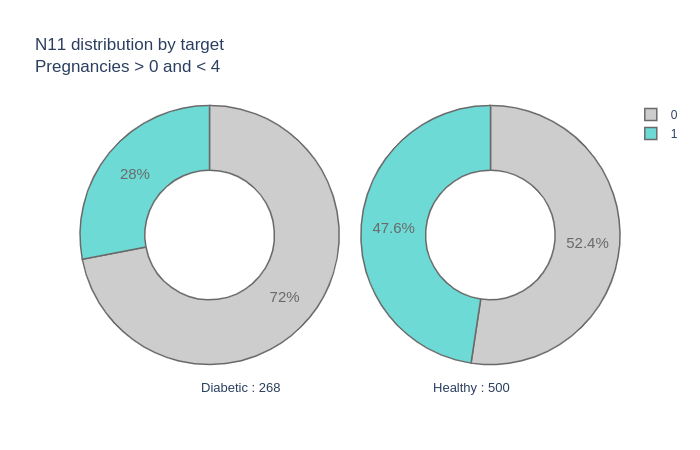 N11 distribution by target
Pregnancies > 0 and < 4
0
1
28%
47.6%
52.4%
72%
Diabetic : 268
Healthy : 500